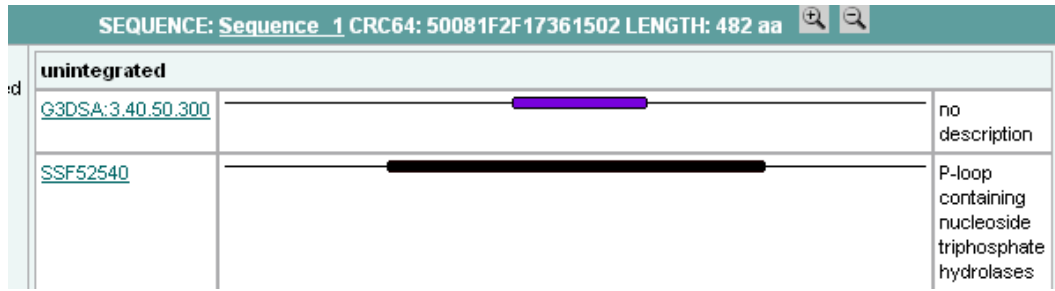 SEQUENCE: Sequence_1 CRC64: 50081F2F17361502 LENGTH: 482 aa
ed
unintegrated
G3DSA:3.40.50.300
no
description
SSF52540
P-loop
containing
nucleoside
triphosphate
hydrolases